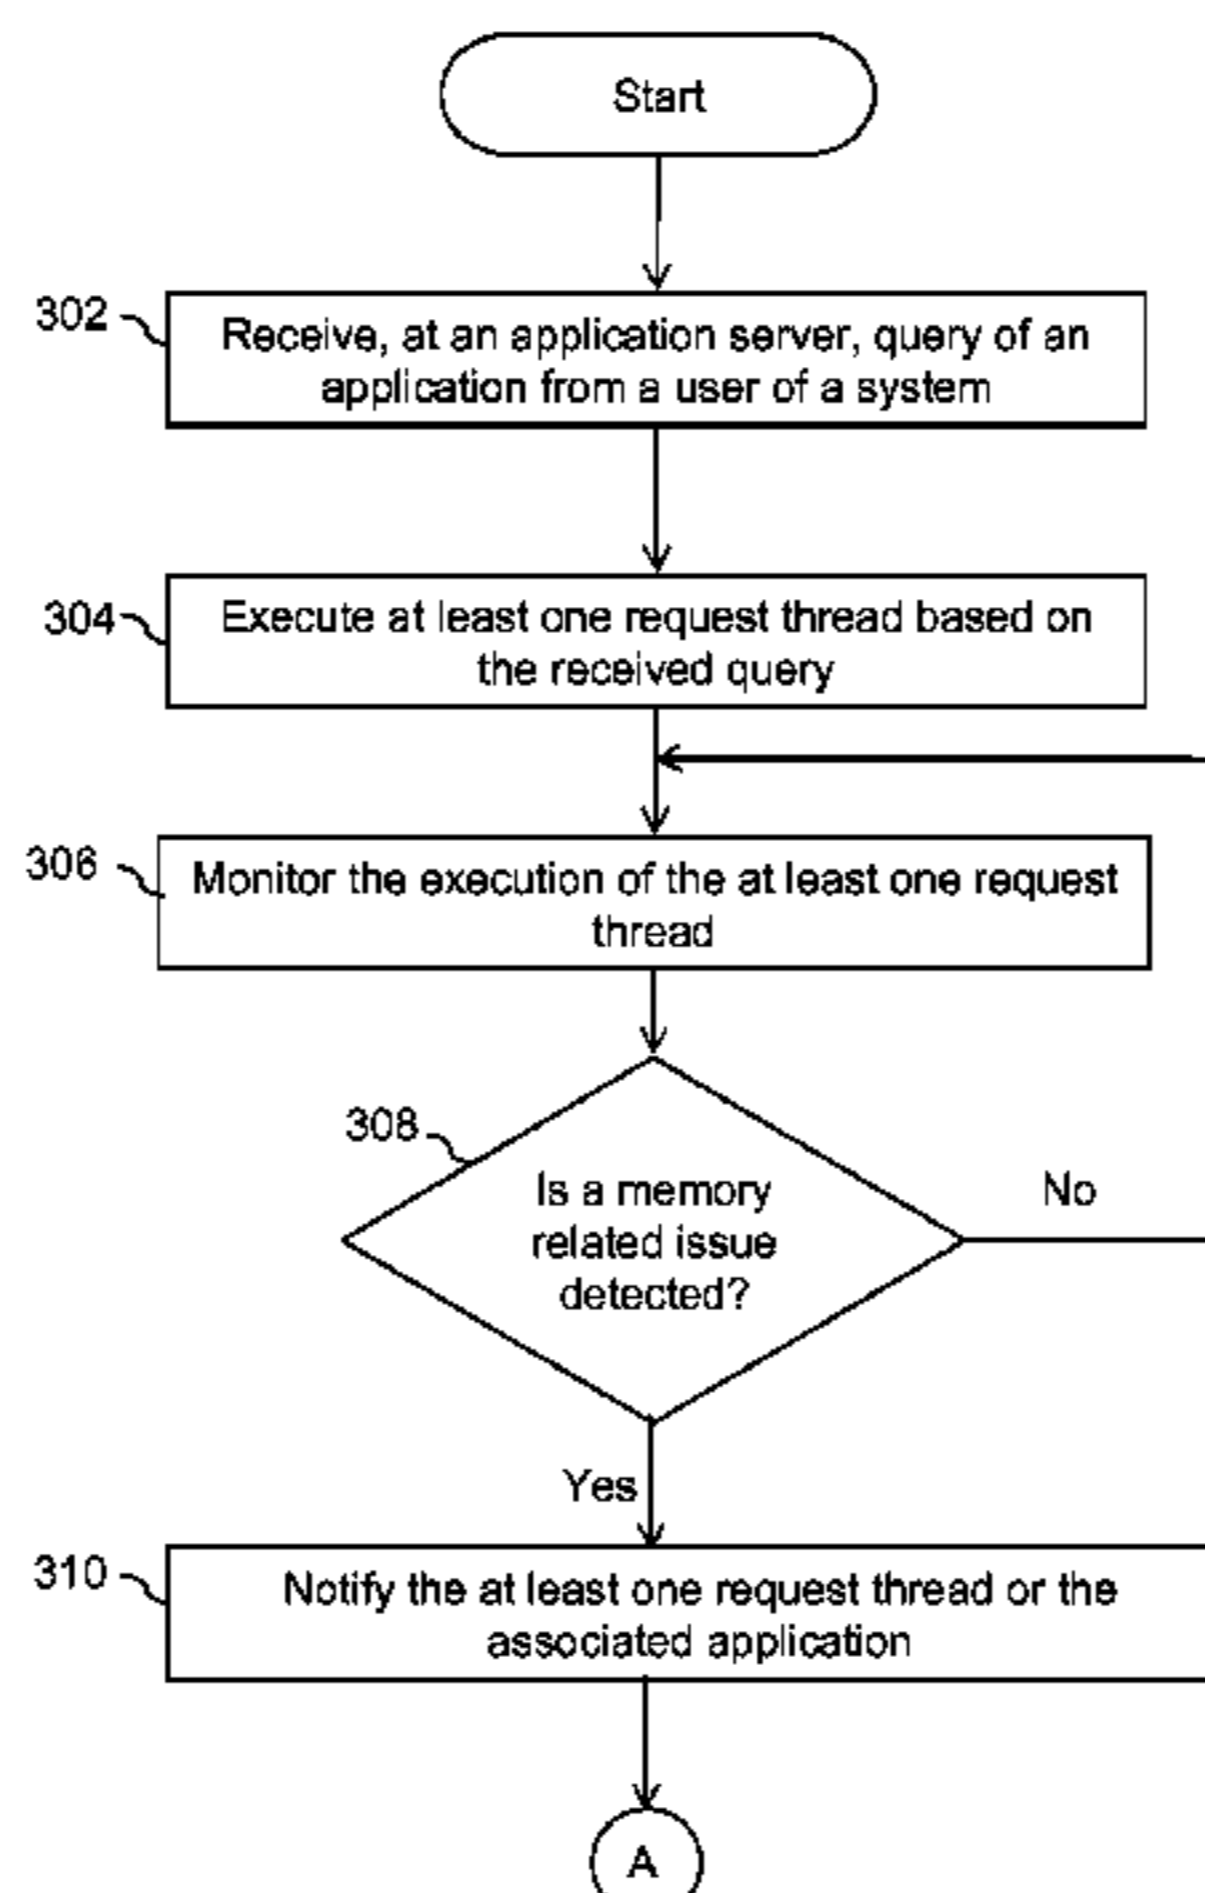 Start
302
Receive, at an application server, query of an
application from a user of a system
304
Execute at least one request thread based on
the received query
306
Monitor the execution of the at least one request
thread
308
Is a memory
related issue
detected?
No
Yes
310
Notify the at least one request thread or the
associated application
A